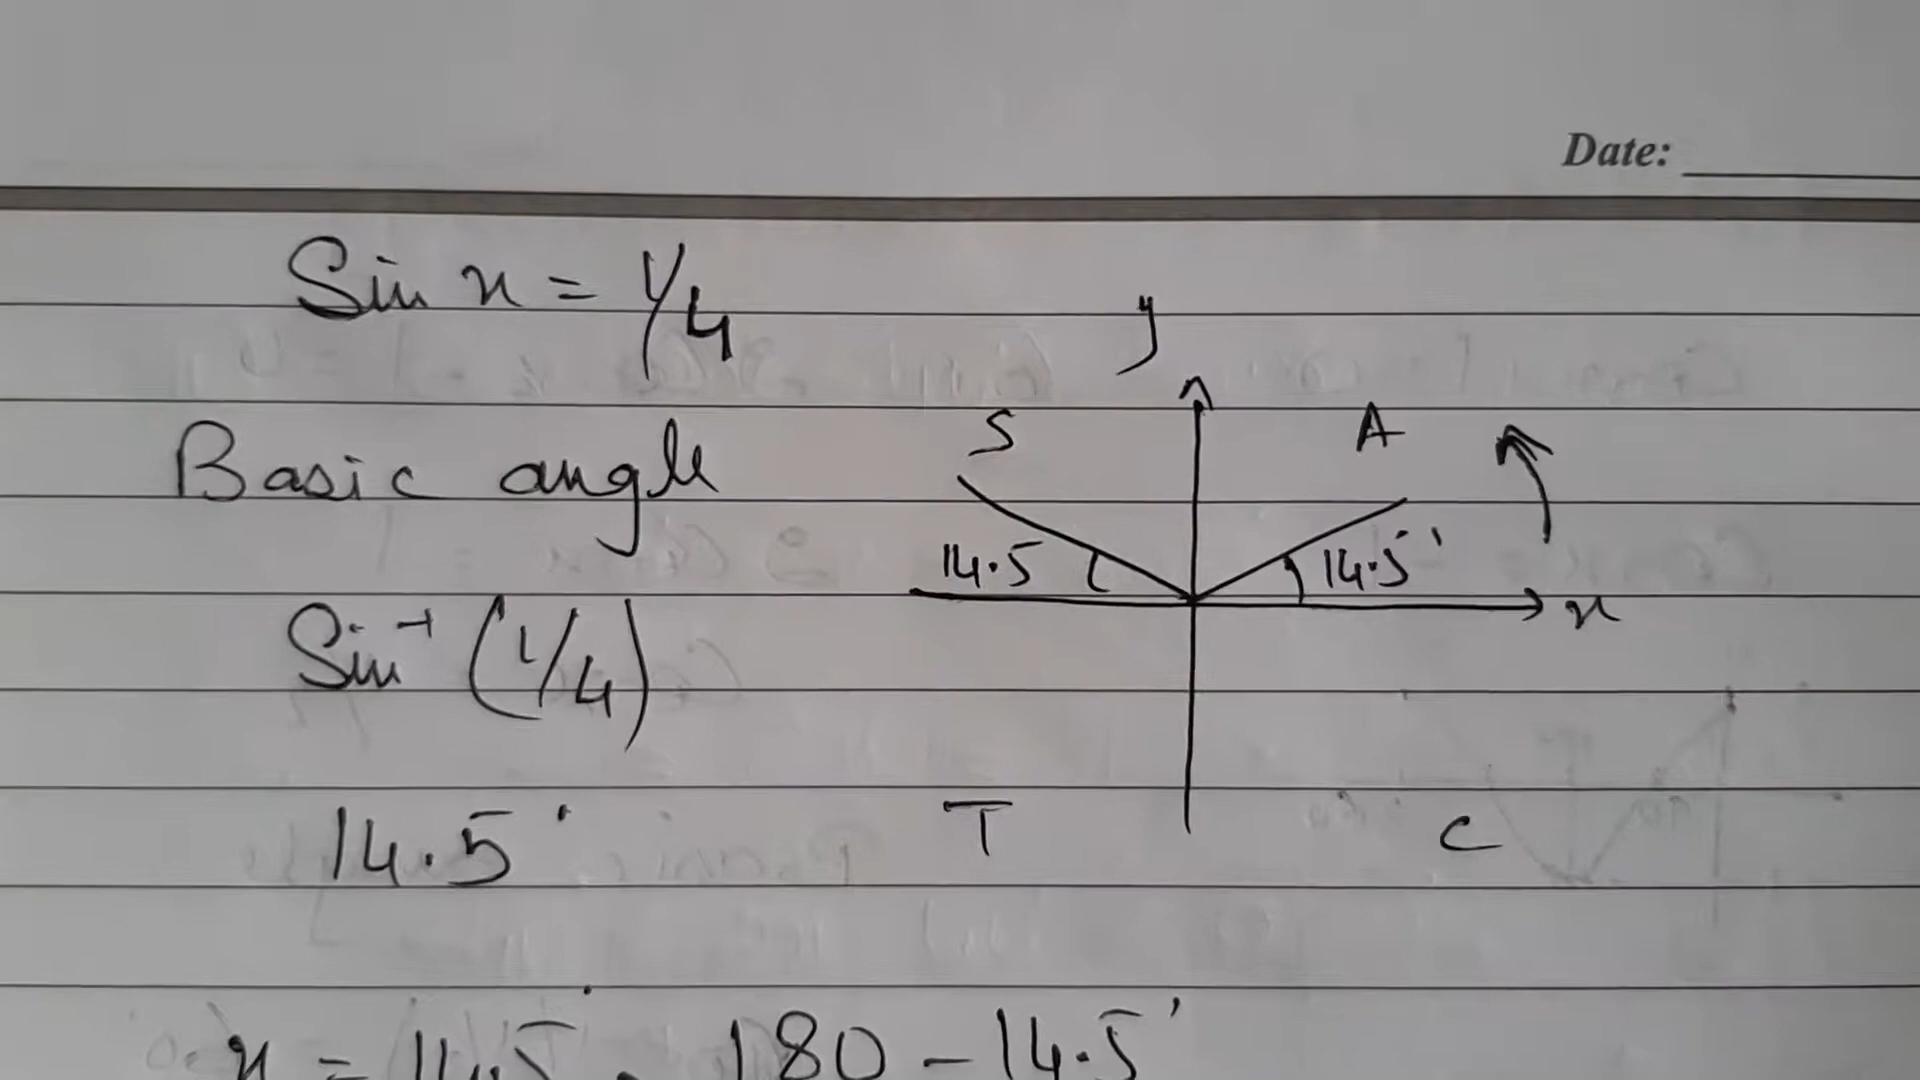 Date:
Sin x = 1/4
y
S A
Basic angle
14.5 14.5°
x
Sin⁻¹ (1/4)
14.5°
T C
x = 14.5°, 180 - 14.5°